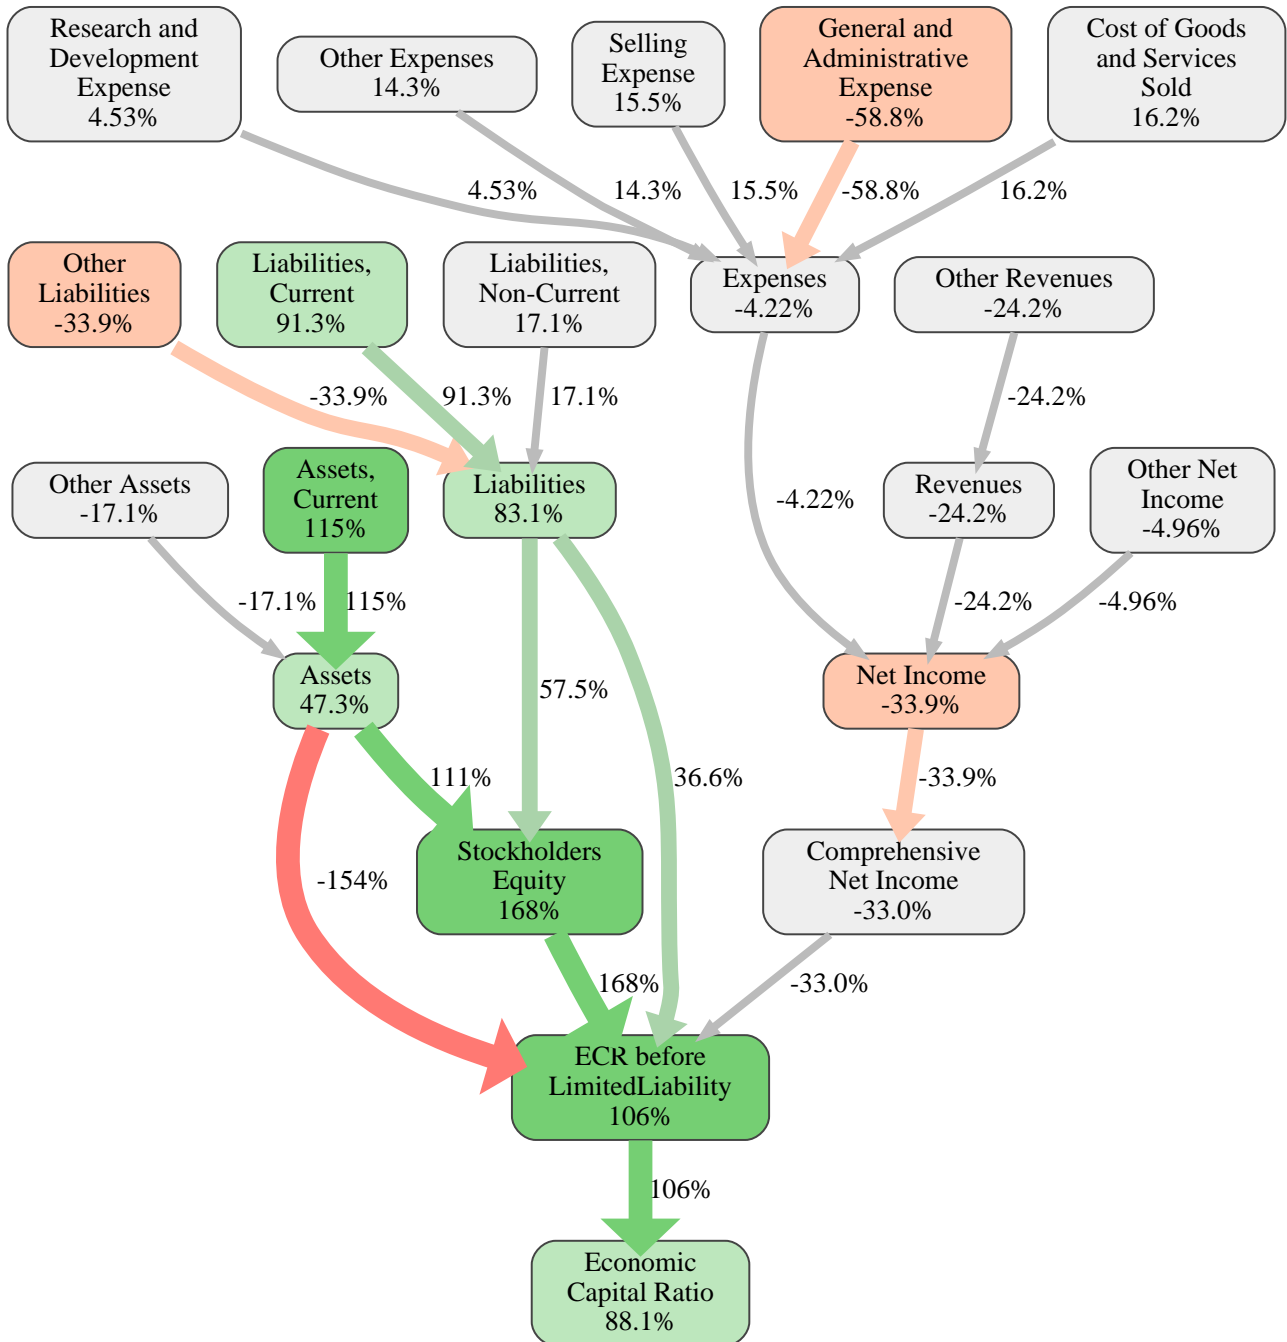 Research and
Development
Expense
4.53%
Other Expenses
14.3%
Selling
Expense
15.5%
General and
Administrative
Expense
-58.8%
Cost of Goods
and Services
Sold
16.2%
4.53%
14.3%
15.5%
-58.8%
16.2%
Other
Liabilities
-33.9%
Liabilities,
Current
91.3%
Liabilities,
Non-Current
17.1%
Expenses
-4.22%
Other Revenues
-24.2%
-33.9%
91.3%
17.1%
-24.2%
Other Assets
-17.1%
Assets,
Current
115%
Liabilities
83.1%
-4.22%
Revenues
-24.2%
Other Net
Income
-4.96%
-17.1%
115%
-24.2%
-4.96%
Assets
47.3%
57.5%
Net Income
-33.9%
111%
36.6%
-33.9%
-154%
Stockholders
Equity
168%
Comprehensive
Net Income
-33.0%
168%
-33.0%
ECR before
LimitedLiability
106%
106%
Economic
Capital Ratio
88.1%